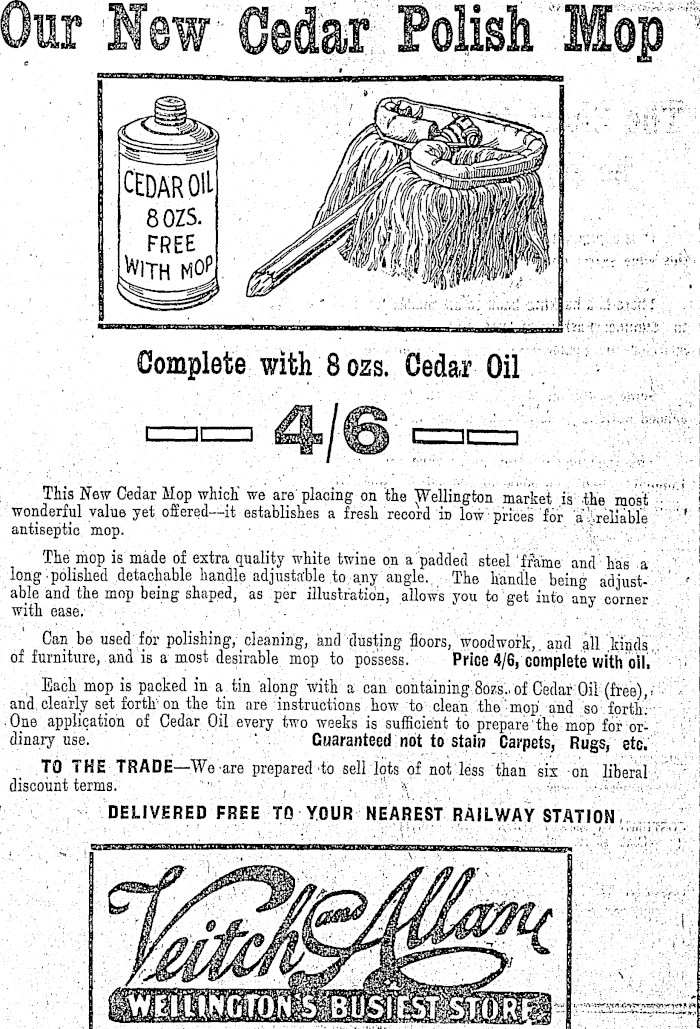 Our New Cedar Polish Mop
CEDAR OIL
8 OZS.
FREE
WITH MOP
Complete with 8 ozs. Cedar Oil
4/6
This New Cedar Mop which we are placing on the Wellington market is the most
wonderful value yet offered—it establishes a fresh record in low prices for a reliable
antiseptic mop.
The mop is made of extra quality white twine on a padded steel frame and has a
long polished detachable handle adjustable to any angle. The handle being adjust-
able and the mop being shaped, as per illustration, allows you to get into any corner
with ease.
Can be used for polishing, cleaning, and dusting floors, woodwork, and all kinds
of furniture, and is a most desirable mop to possess. Price 4/6, complete with oil.
Each mop is packed in a tin along with a can containing 8ozs. of Cedar Oil (free),
and clearly set forth on the tin are instructions how to clean the mop and so forth.
One application of Cedar Oil every two weeks is sufficient to prepare the mop for or-
dinary use. Guaranteed not to stain Carpets, Rugs, etc.
TO THE TRADE—We are prepared to sell lots of not less than six on liberal
discount terms.
DELIVERED FREE TO YOUR NEAREST RAILWAY STATION
Veitch and Allan
WELLINGTON'S BUSIEST STORE